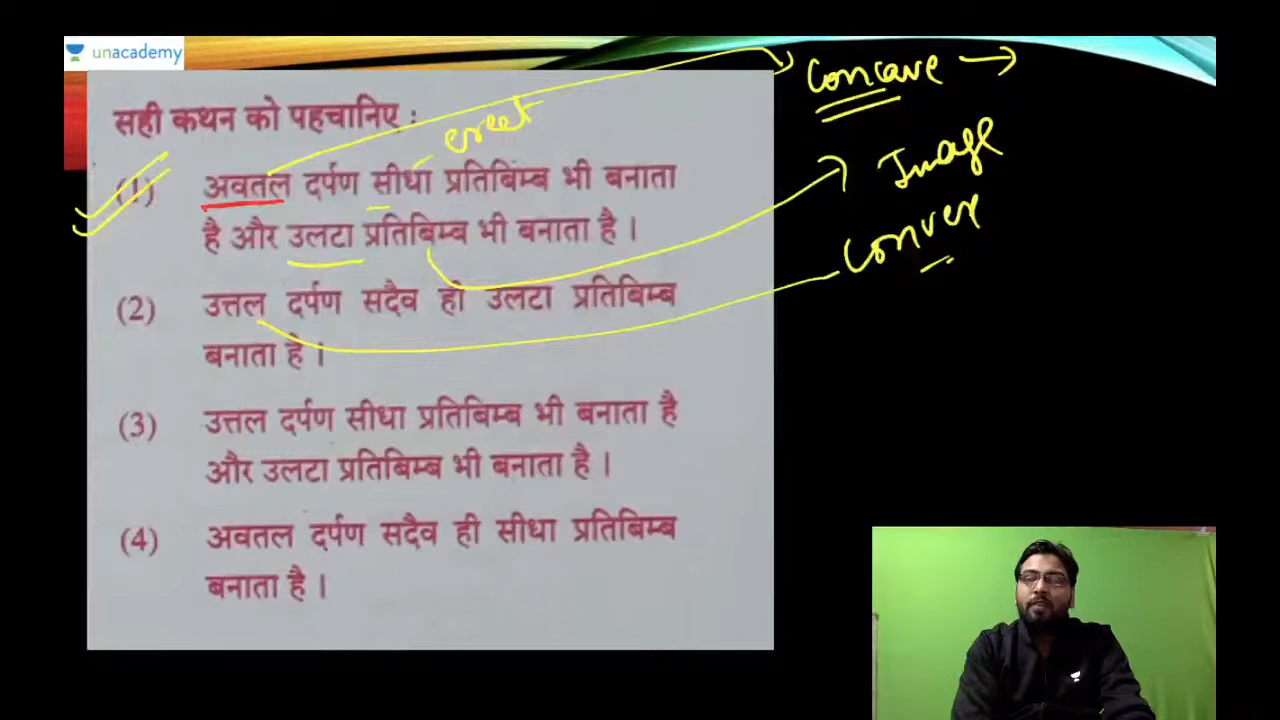 unacademy
सही कथन को पहचानिए :
(1) अवतल दर्पण सीधा प्रतिबिम्ब भी बनाता
है और उलटा प्रतिबिम्ब भी बनाता है ।
(2) उत्तल दर्पण सदैव ही उलटा प्रतिबिम्ब
बनाता है ।
(3) उत्तल दर्पण सीधा प्रतिबिम्ब भी बनाता है
और उलटा प्रतिबिम्ब भी बनाता है ।
(4) अवतल दर्पण सदैव ही सीधा प्रतिबिम्ब
बनाता है ।
erect
Concave
Image
Convex